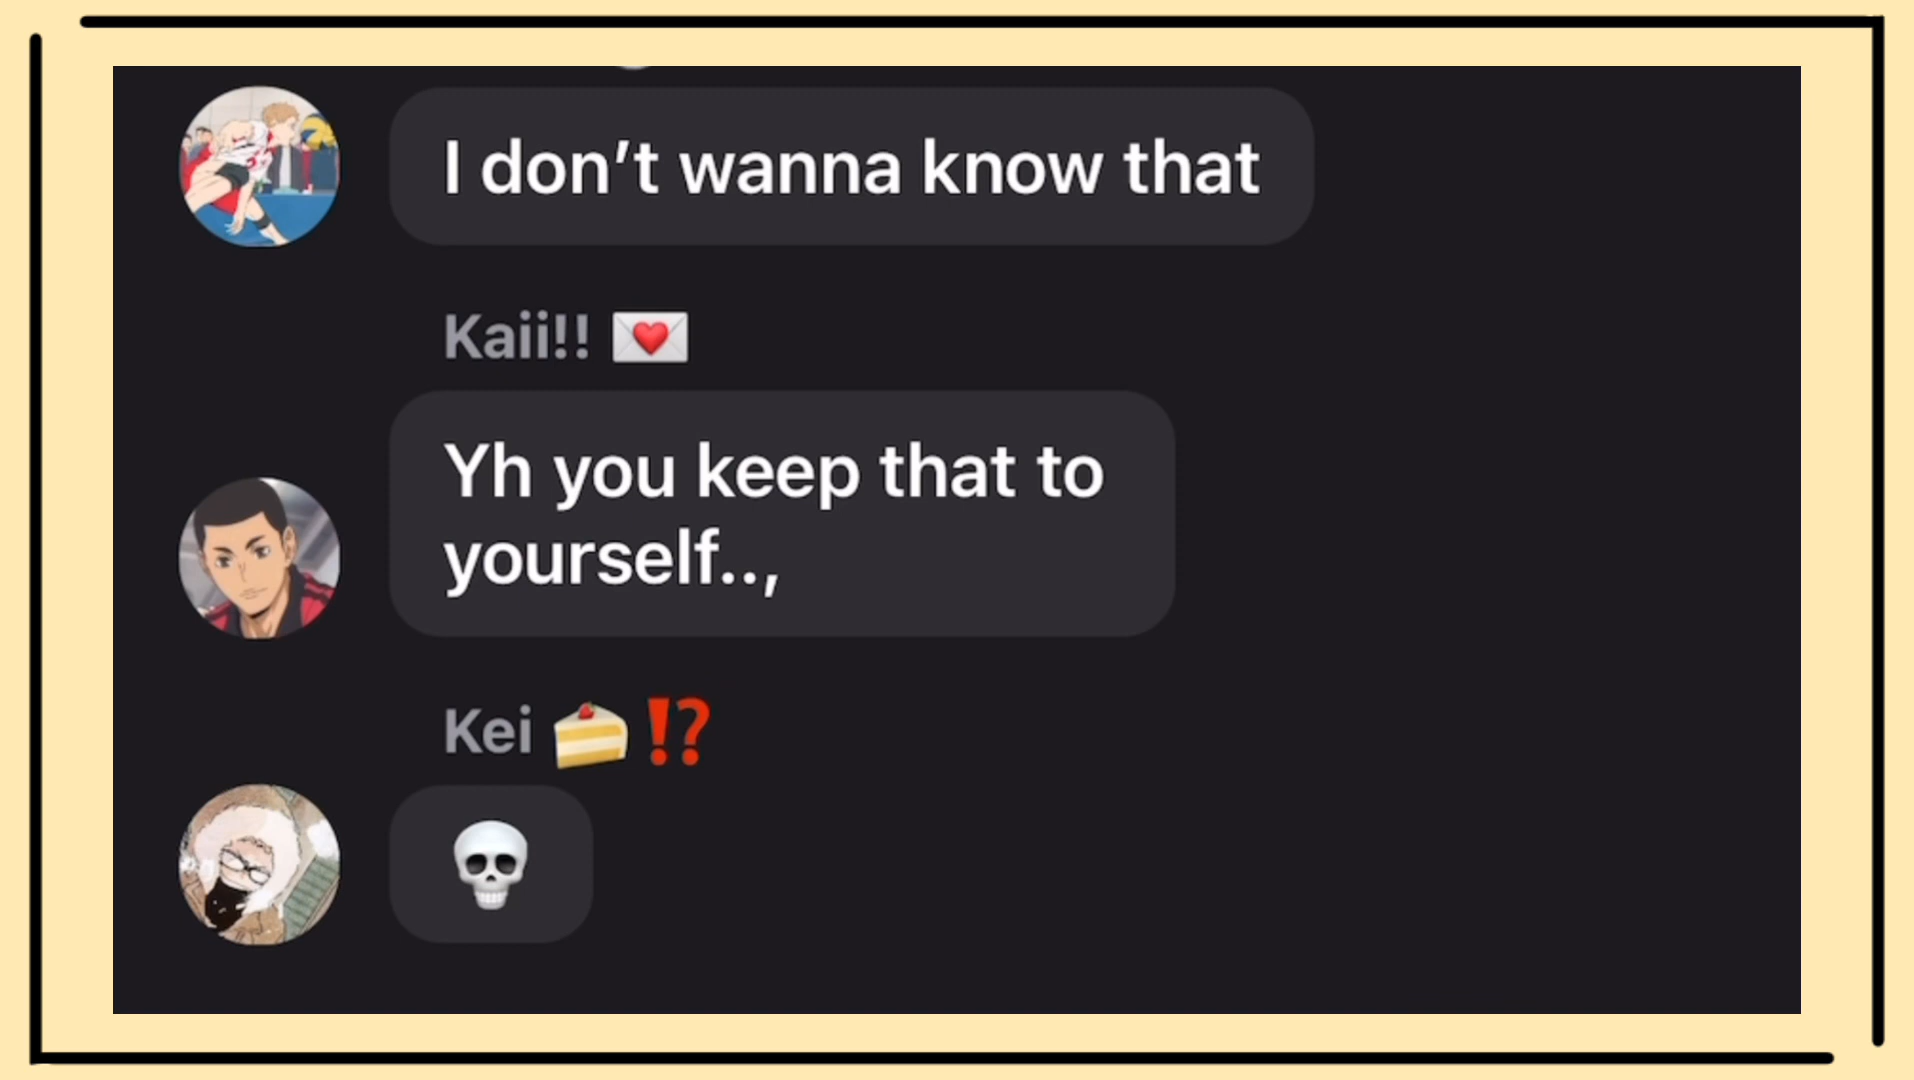 I don’t wanna know that
Kaii!! 💌
Yh you keep that to
yourself..,
Kei 🍰⁉️
💀